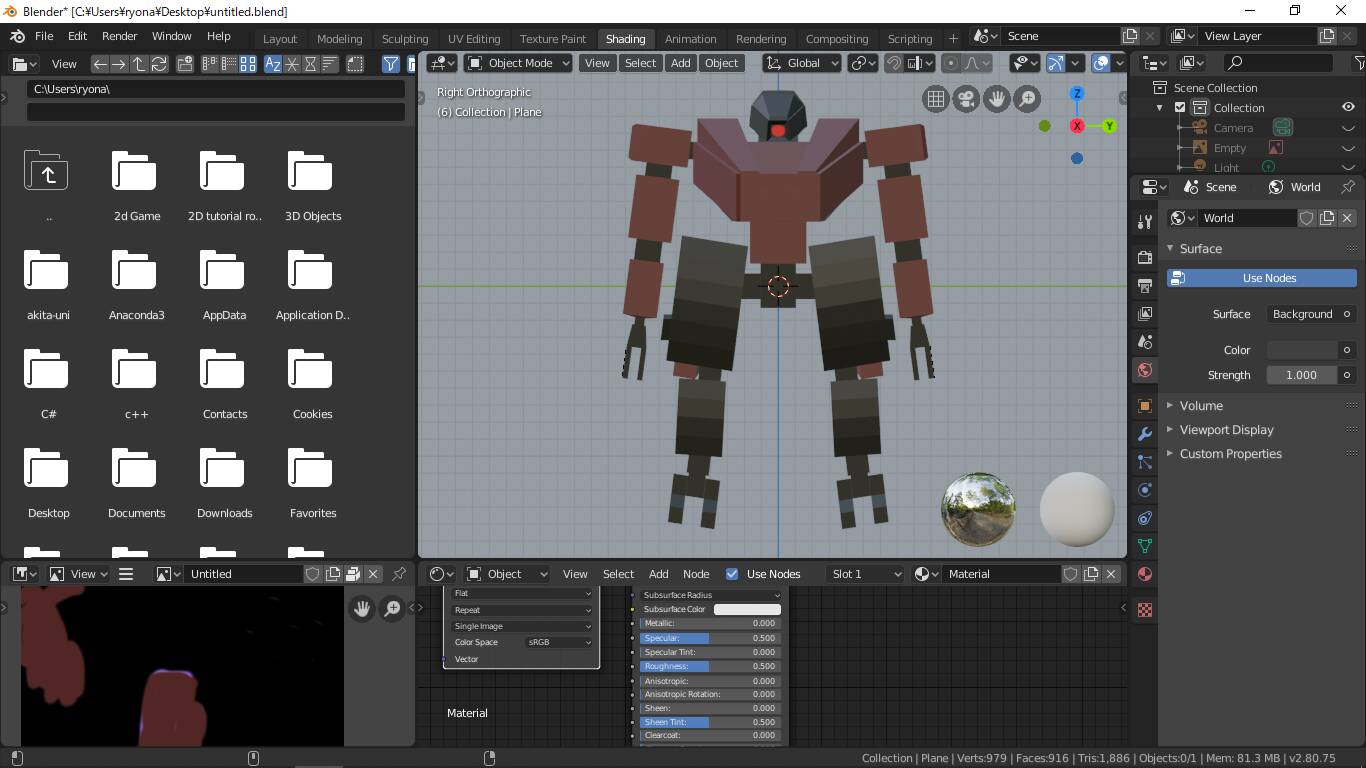 Blender* [C:¥Users¥ryona¥Desktop¥untitled.blend]
File Edit Render Window Help Layout Modeling Sculpting UV Editing Texture Paint Shading Animation Rendering Compositing Scripting + Scene View Layer
View
C:\Users\ryona\
..
2d Game
2D tutorial ro..
3D Objects
akita-uni
Anaconda3
AppData
Application D..
C#
c++
Contacts
Cookies
Desktop
Documents
Downloads
Favorites
Object Mode View Select Add Object Global
Right Orthographic
(6) Collection | Plane
Z
X
Y
Scene Collection
Collection
Camera
Empty
Light
Scene World
World
Surface
Use Nodes
Surface Background
Color
Strength 1.000
Volume
Viewport Display
Custom Properties
View Untitled
Object View Select Add Node Use Nodes Slot 1 Material
Flat
Repeat
Single Image
Color Space sRGB
Vector
Material
Subsurface Radius
Subsurface Color
Metallic: 0.000
Specular: 0.500
Specular Tint: 0.000
Roughness: 0.500
Anisotropic: 0.000
Anisotropic Rotation: 0.000
Sheen: 0.000
Sheen Tint: 0.500
Clearcoat: 0.000
Collection | Plane | Verts:979 | Faces:916 | Tris:1,886 | Objects:0/1 | Mem: 81.3 MB | v2.80.75